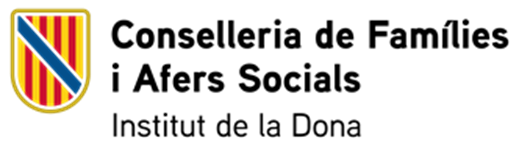 Conselleria de Famílies
i Afers Socials
Institut de la Dona